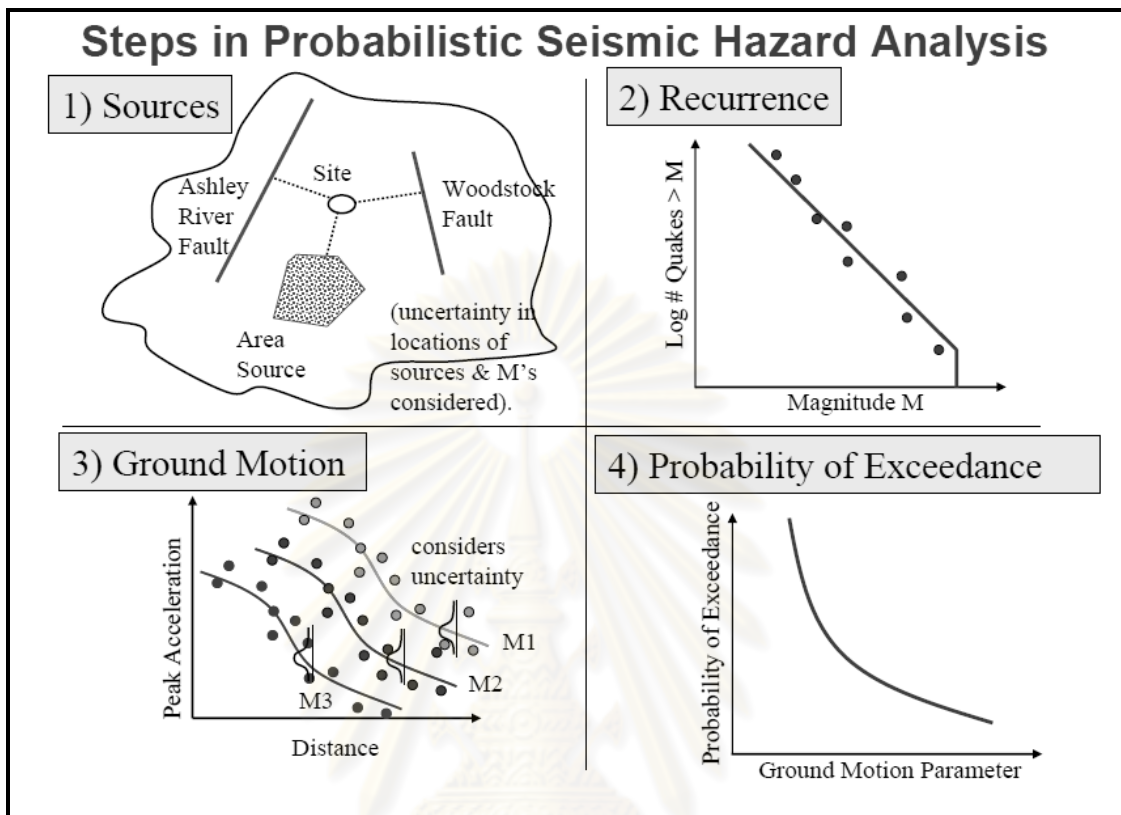 Steps in Probabilistic Seismic Hazard Analysis
1) Sources
Ashley
River
Fault
Site
Woodstock
Fault
Area
Source
(uncertainty in
locations of
sources & M's
considered).
2) Recurrence
Log # Quakes > M
Magnitude M
3) Ground Motion
Peak Acceleration
considers
uncertainty
M1
M2
M3
Distance
4) Probability of Exceedance
Probability of Exceedance
Ground Motion Parameter